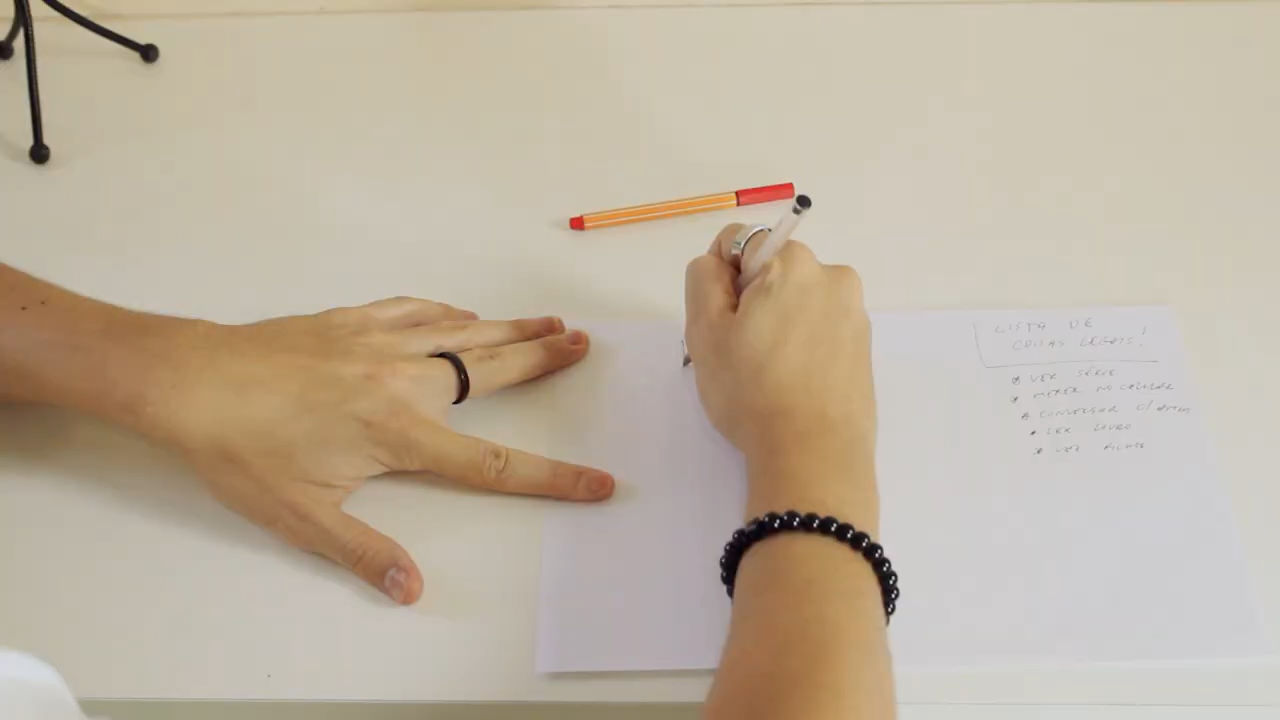 LISTA DE
COISAS LEGAIS!
* VER SÉRIE
* MEXER NO CELULAR
* CONVERSAR C/
* LER LIVRO
* VER FILME